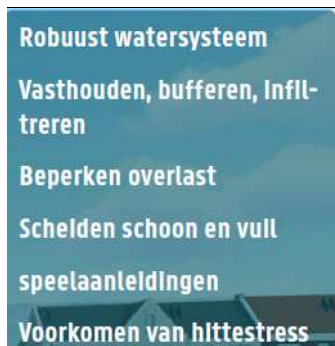 Robuust watersysteem
Vasthouden, bufferen, infil-
treren
Beperken overlast
Scheiden schoon en vuil
speelaanleidingen
Voorkomen van hittestress